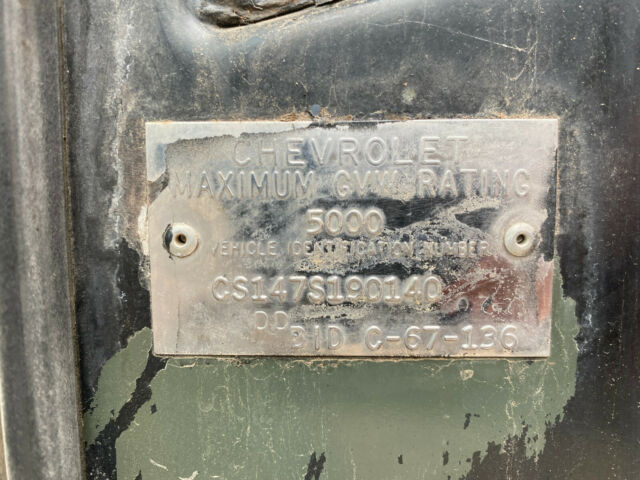 CHEVROLET
MAXIMUM GVW RATING
5000
VEHICLE IDENTIFICATION NUMBER
CS147S190140
DD
BID C-67-136